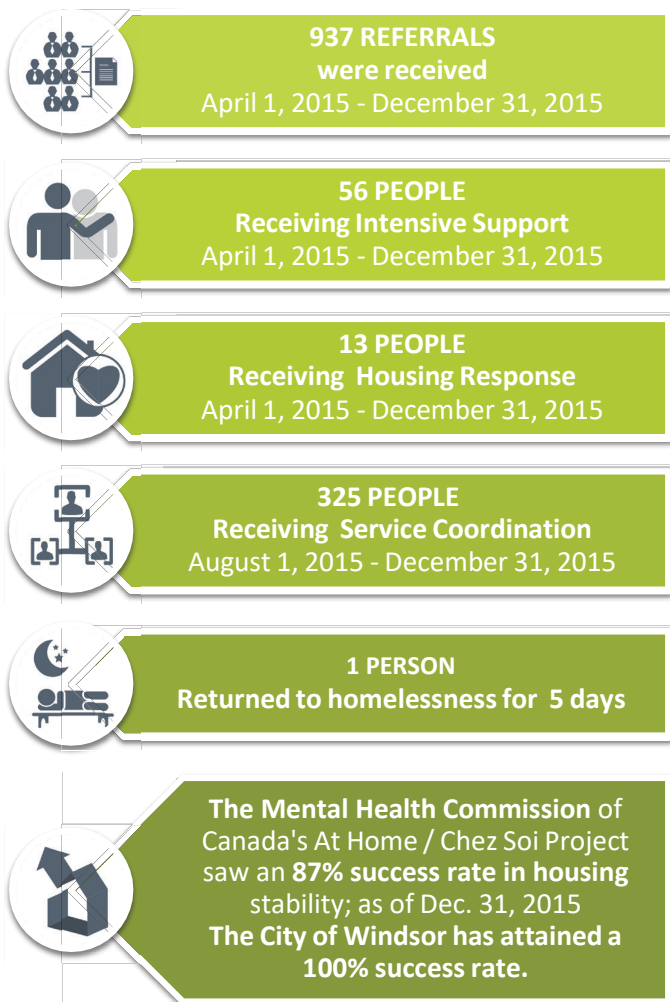 937 REFERRALS
were received
April 1, 2015 - December 31, 2015
56 PEOPLE
Receiving Intensive Support
April 1, 2015 - December 31, 2015
13 PEOPLE
Receiving Housing Response
April 1, 2015 - December 31, 2015
325 PEOPLE
Receiving Service Coordination
August 1, 2015 - December 31, 2015
1 PERSON
Returned to homelessness for 5 days
The Mental Health Commission of
Canada's At Home / Chez Soi Project
saw an 87% success rate in housing
stability; as of Dec. 31, 2015
The City of Windsor has attained a
100% success rate.